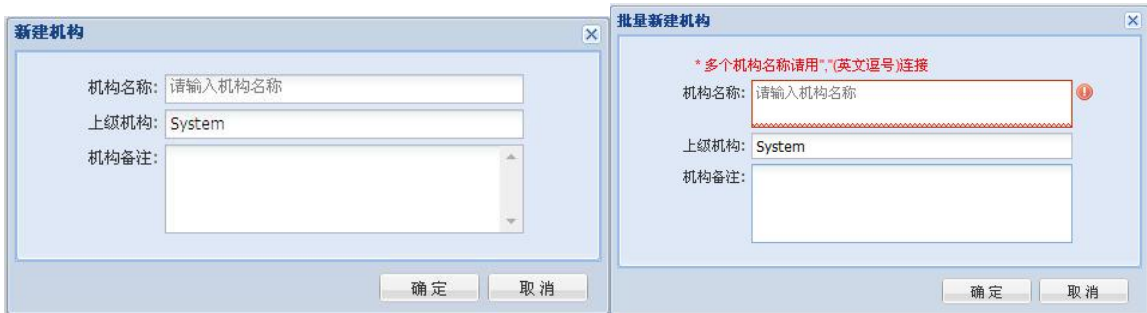 新建机构
机构名称: 请输入机构名称
上级机构: System
机构备注:
确定 取消
批量新建机构
* 多个机构名称请用","(英文逗号)连接
机构名称: 请输入机构名称
上级机构: System
机构备注:
确定 取消